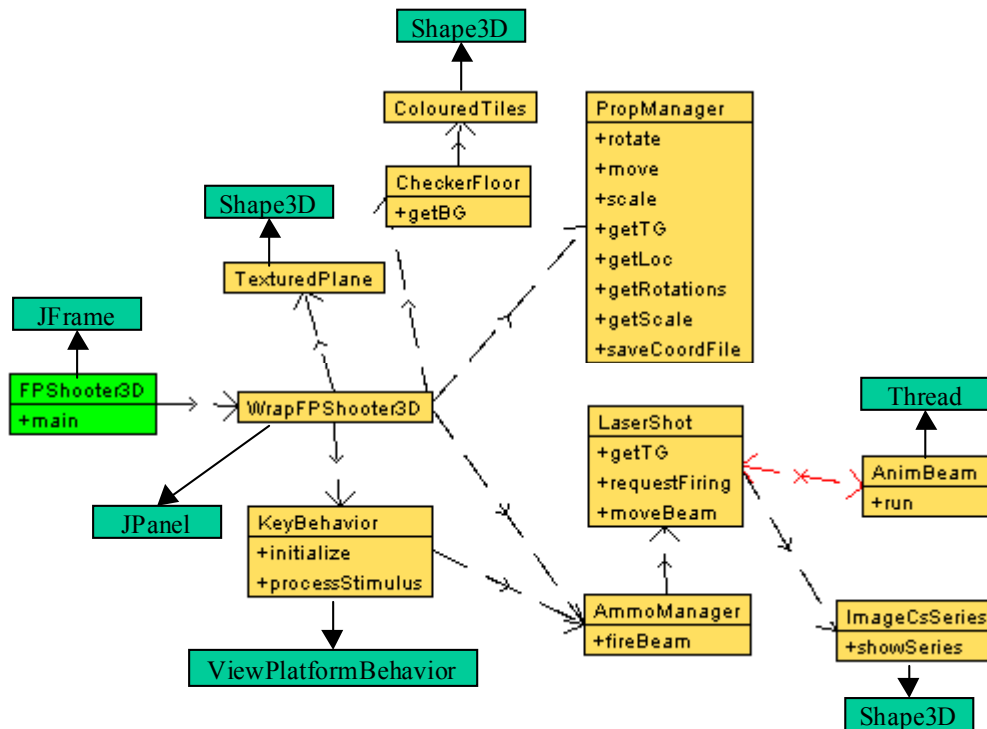 Shape3D
ColouredTiles
PropManager
+rotate
+move
+scale
+getTG
+getLoc
+getRotations
+getScale
+saveCoordFile
CheckerFloor
+getBG
Shape3D
TexturedPlane
JFrame
FPShooter3D
+main
WrapFPShooter3D
JPanel
KeyBehavior
+initialize
+processStimulus
ViewPlatformBehavior
LaserShot
+getTG
+requestFiring
+moveBeam
Thread
AnimBeam
+run
AmmoManager
+fireBeam
ImageCsSeries
+showSeries
Shape3D